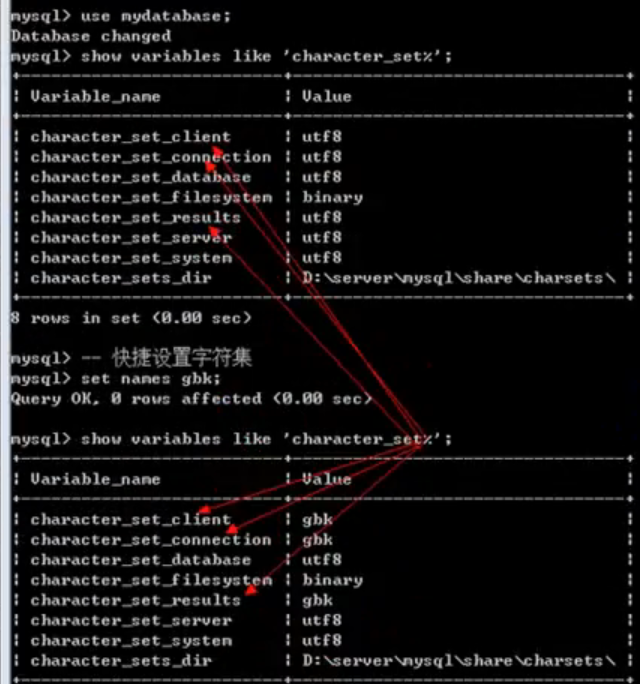 mysql> use mydatabase;
Database changed
mysql> show variables like 'character_set%';
+--------------------------+---------------------------------+
| Variable_name            | Value                           |
+--------------------------+---------------------------------+
| character_set_client     | utf8                            |
| character_set_connection | utf8                            |
| character_set_database   | utf8                            |
| character_set_filesystem | binary                          |
| character_set_results    | utf8                            |
| character_set_server     | utf8                            |
| character_set_system     | utf8                            |
| character_sets_dir       | D:\server\mysql\share\charsets\ |
+--------------------------+---------------------------------+
8 rows in set (0.00 sec)
mysql> -- 快捷设置字符集
mysql> set names gbk;
Query OK, 0 rows affected (0.00 sec)
mysql> show variables like 'character_set%';
+--------------------------+---------------------------------+
| Variable_name            | Value                           |
+--------------------------+---------------------------------+
| character_set_client     | gbk                             |
| character_set_connection | gbk                             |
| character_set_database   | utf8                            |
| character_set_filesystem | binary                          |
| character_set_results    | gbk                             |
| character_set_server     | utf8                            |
| character_set_system     | utf8                            |
| character_sets_dir       | D:\server\mysql\share\charsets\ |
+--------------------------+---------------------------------+